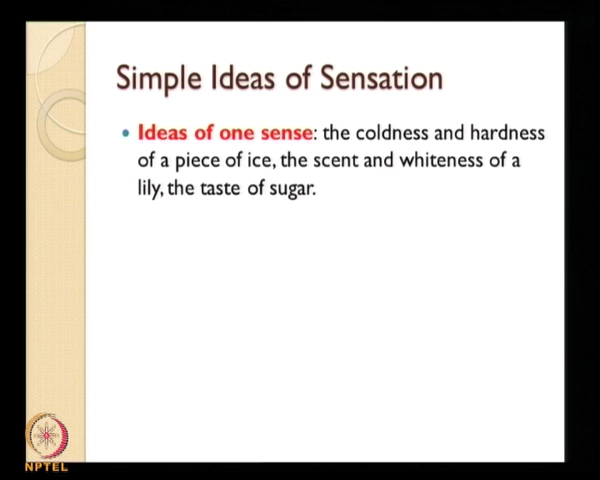 Simple Ideas of Sensation
• Ideas of one sense: the coldness and hardness
of a piece of ice, the scent and whiteness of a
lily, the taste of sugar.
NPTEL